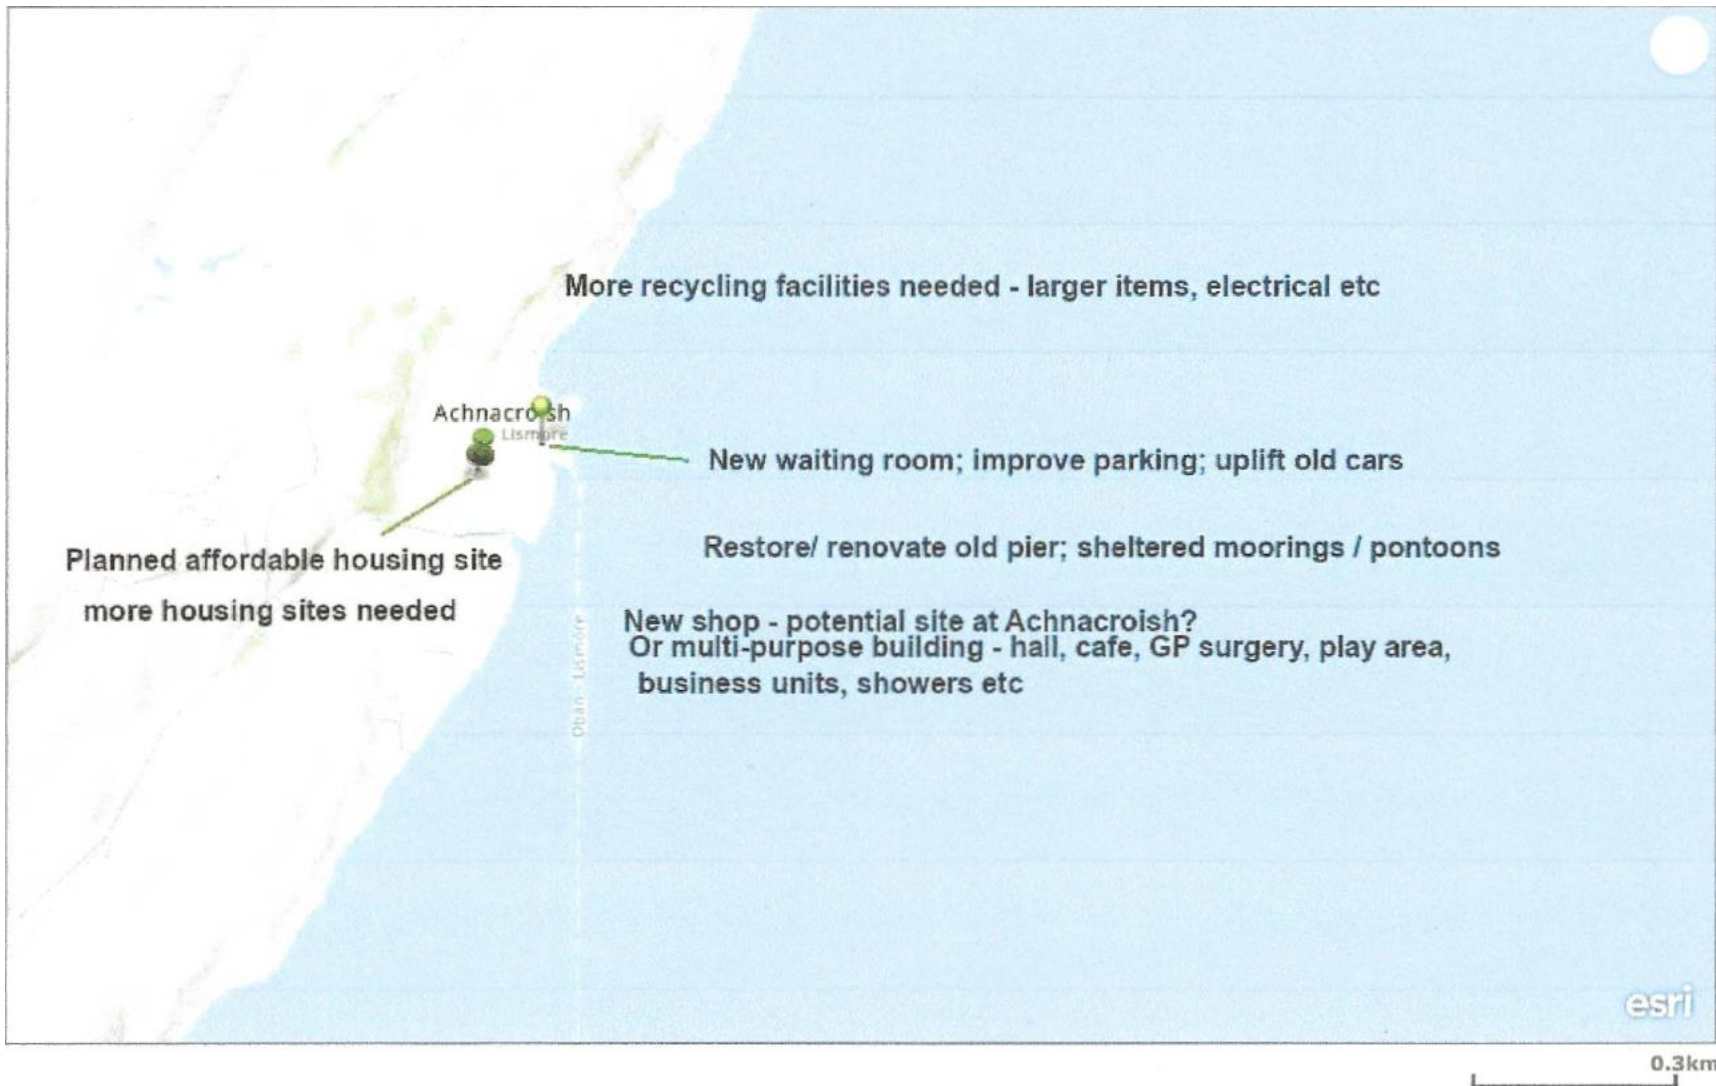 More recycling facilities needed - larger items, electrical etc
Achnacroish
Lismore
New waiting room; improve parking; uplift old cars
Restore/ renovate old pier; sheltered moorings / pontoons
Planned affordable housing site
more housing sites needed
New shop - potential site at Achnacroish?
Or multi-purpose building - hall, cafe, GP surgery, play area,
business units, showers etc
Oban - Lismore
esri
0.3km